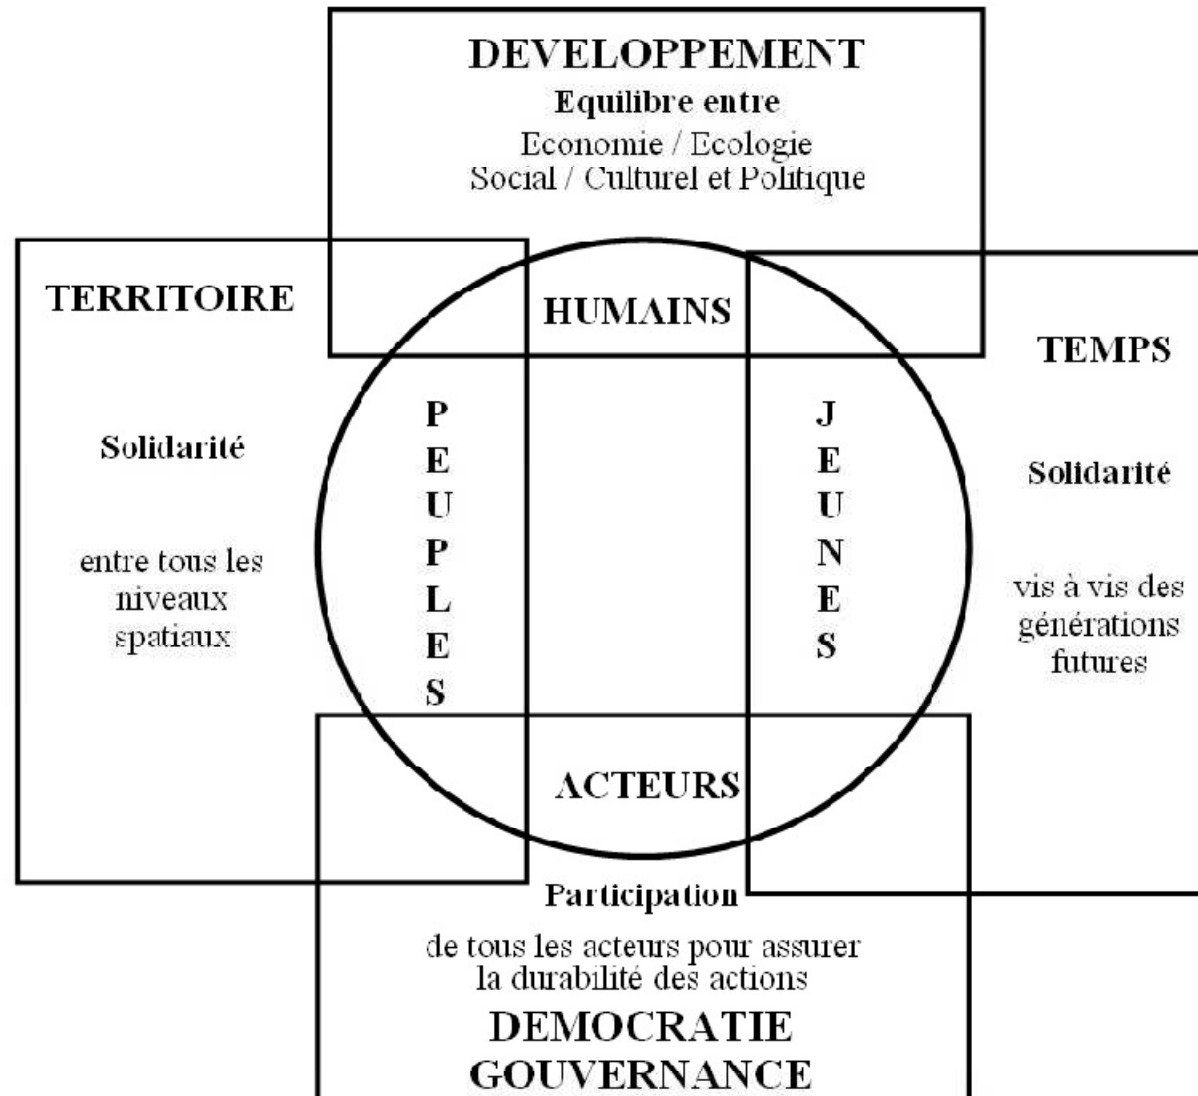 DEVELOPPEMENT
Equilibre entre
Economie / Ecologie
Social / Culturel et Politique
TERRITOIRE
Solidarité
entre tous les
niveaux
spatiaux
HUMAINS
PEUPLES
JEUNES
ACTEURS
TEMPS
Solidarité
vis à vis des
générations
futures
Participation
de tous les acteurs pour assurer
la durabilité des actions
DEMOCRATIE
GOUVERNANCE